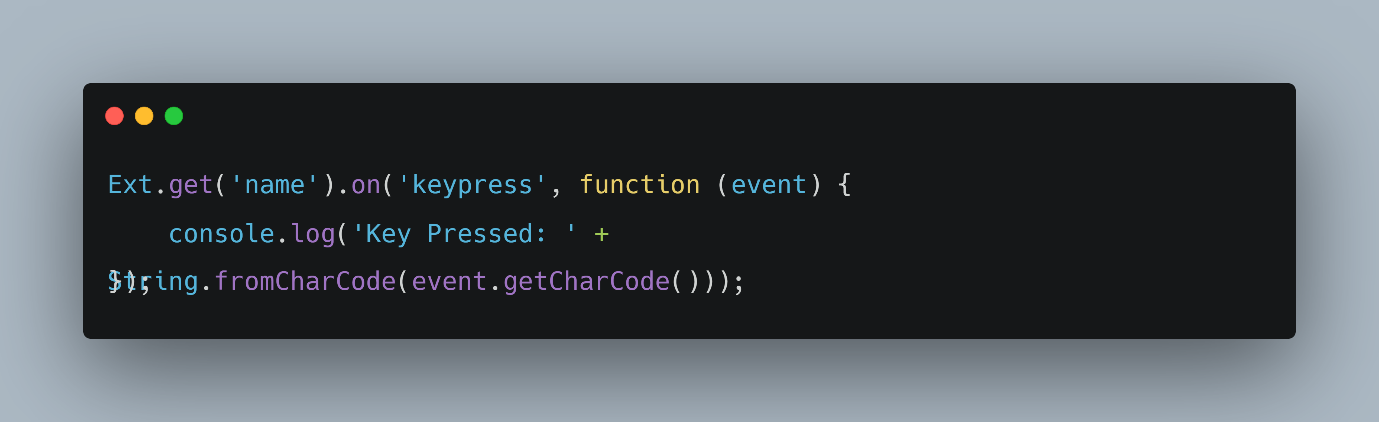 Ext.get('name').on('keypress', function (event) {
    console.log('Key Pressed: ' +
String.fromCharCode(event.getCharCode()));
});